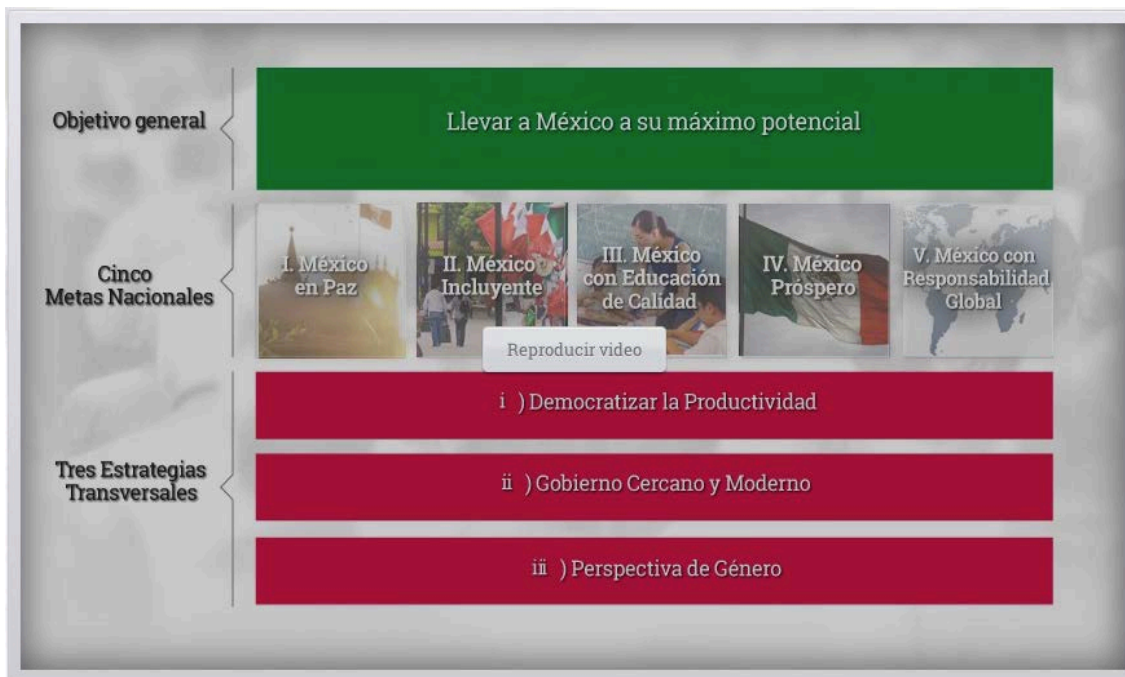 Objetivo general
Llevar a México a su máximo potencial
Cinco
Metas Nacionales
I. México
en Paz
II. México
Incluyente
III. México
con Educación
de Calidad
IV. México
Próspero
V. México con
Responsabilidad
Global
Reproducir video
Tres Estrategias
Transversales
i ) Democratizar la Productividad
ii ) Gobierno Cercano y Moderno
iii ) Perspectiva de Género